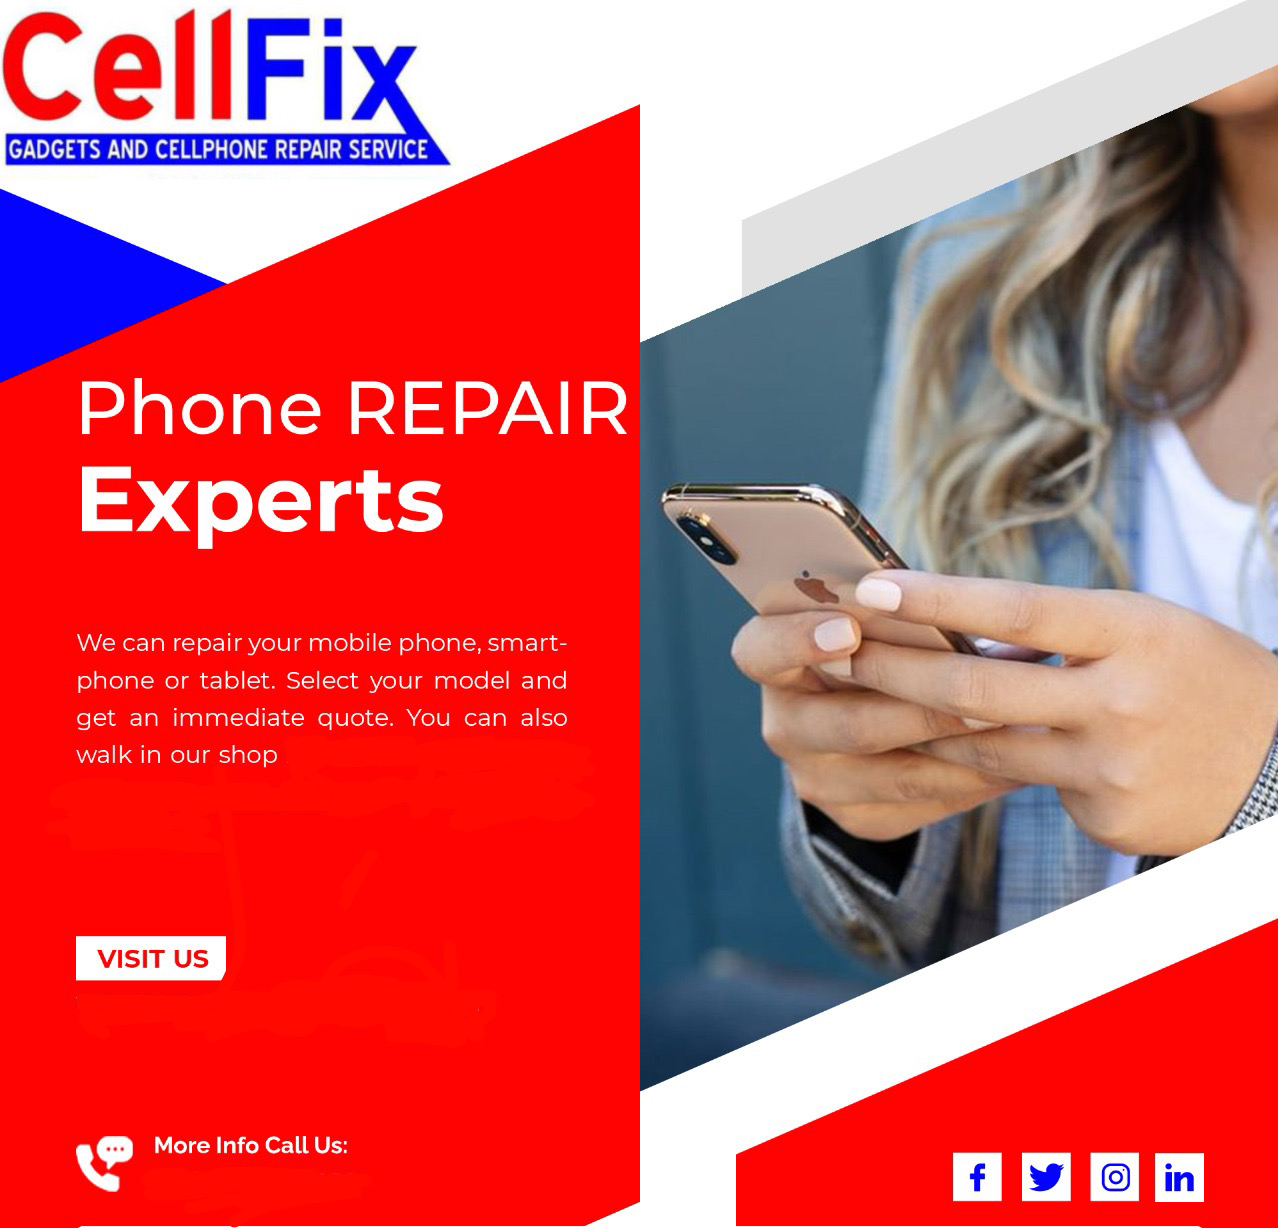 CellFix
GADGETS AND CELLPHONE REPAIR SERVICE
Phone REPAIR
Experts
We can repair your mobile phone, smart-
phone or tablet. Select your model and
get an immediate quote. You can also
walk in our shop
VISIT US
More Info Call Us: